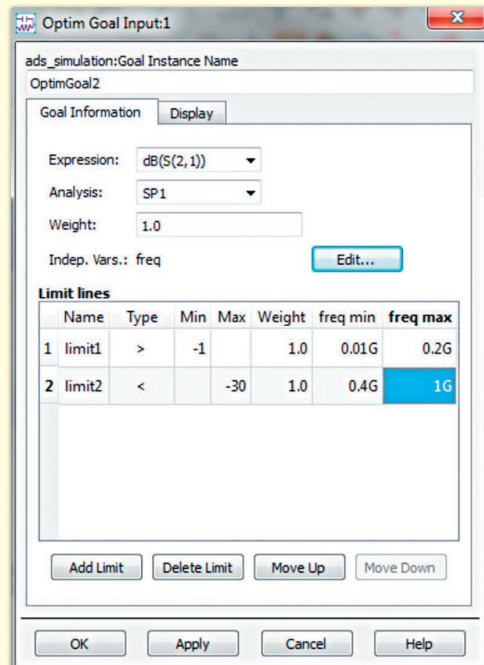 Optim Goal Input:1
ads_simulation:Goal Instance Name
OptimGoal2
Goal Information Display
Expression: dB(S(2,1))
Analysis: SP1
Weight: 1.0
Indep. Vars.: freq Edit...
Limit lines
Name Type Min Max Weight freq min freq max
1 limit1 > -1 1.0 0.01G 0.2G
2 limit2 < -30 1.0 0.4G 1G
Add Limit Delete Limit Move Up Move Down
OK Apply Cancel Help